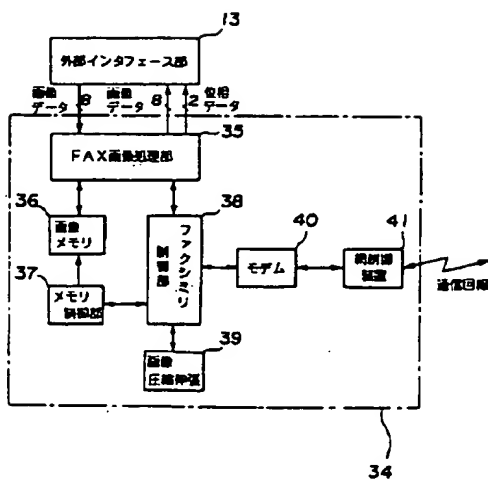 13
外部インタフェース部
画像
データ
8
画像
データ
8
2
位相
データ
35
FAX画像処理部
36
画像
メモリ
38
ファクシミリ
制御部
40
モデム
41
網制御
装置
通信回線
37
メモリ
制御部
39
画像
圧縮伸張
34